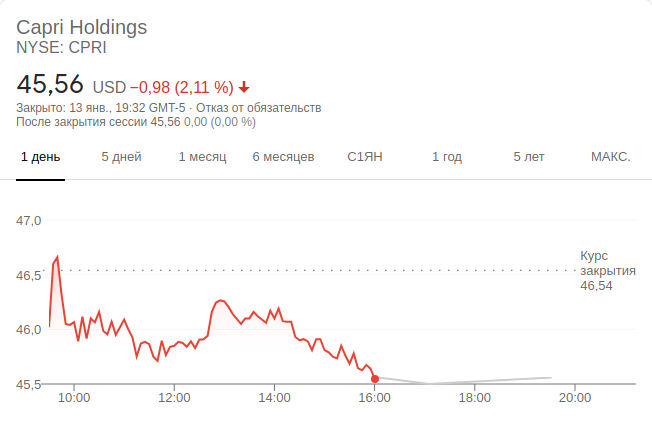 Capri Holdings
NYSE: CPRI
45,56 USD −0,98 (2,11 %)
Закрыто: 13 янв., 19:32 GMT-5 · Отказ от обязательств
После закрытия сессии 45,56 0,00 (0,00 %)
1 день 5 дней 1 месяц 6 месяцев С1ЯН 1 год 5 лет МАКС.
47,0
46,5
46,0
45,5
Курс
закрытия
46,54
10:00 12:00 14:00 16:00 18:00 20:00